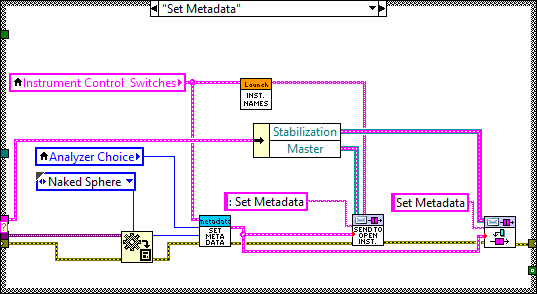 "Set Metadata"
Instrument Control Switches
Launch
INST.
NAMES
Stabilization
Master
Analyzer Choice
Naked Sphere
: Set Metadata
Set Metadata
metadata
SET
META
DATA
SEND TO
OPEN
INST.
?